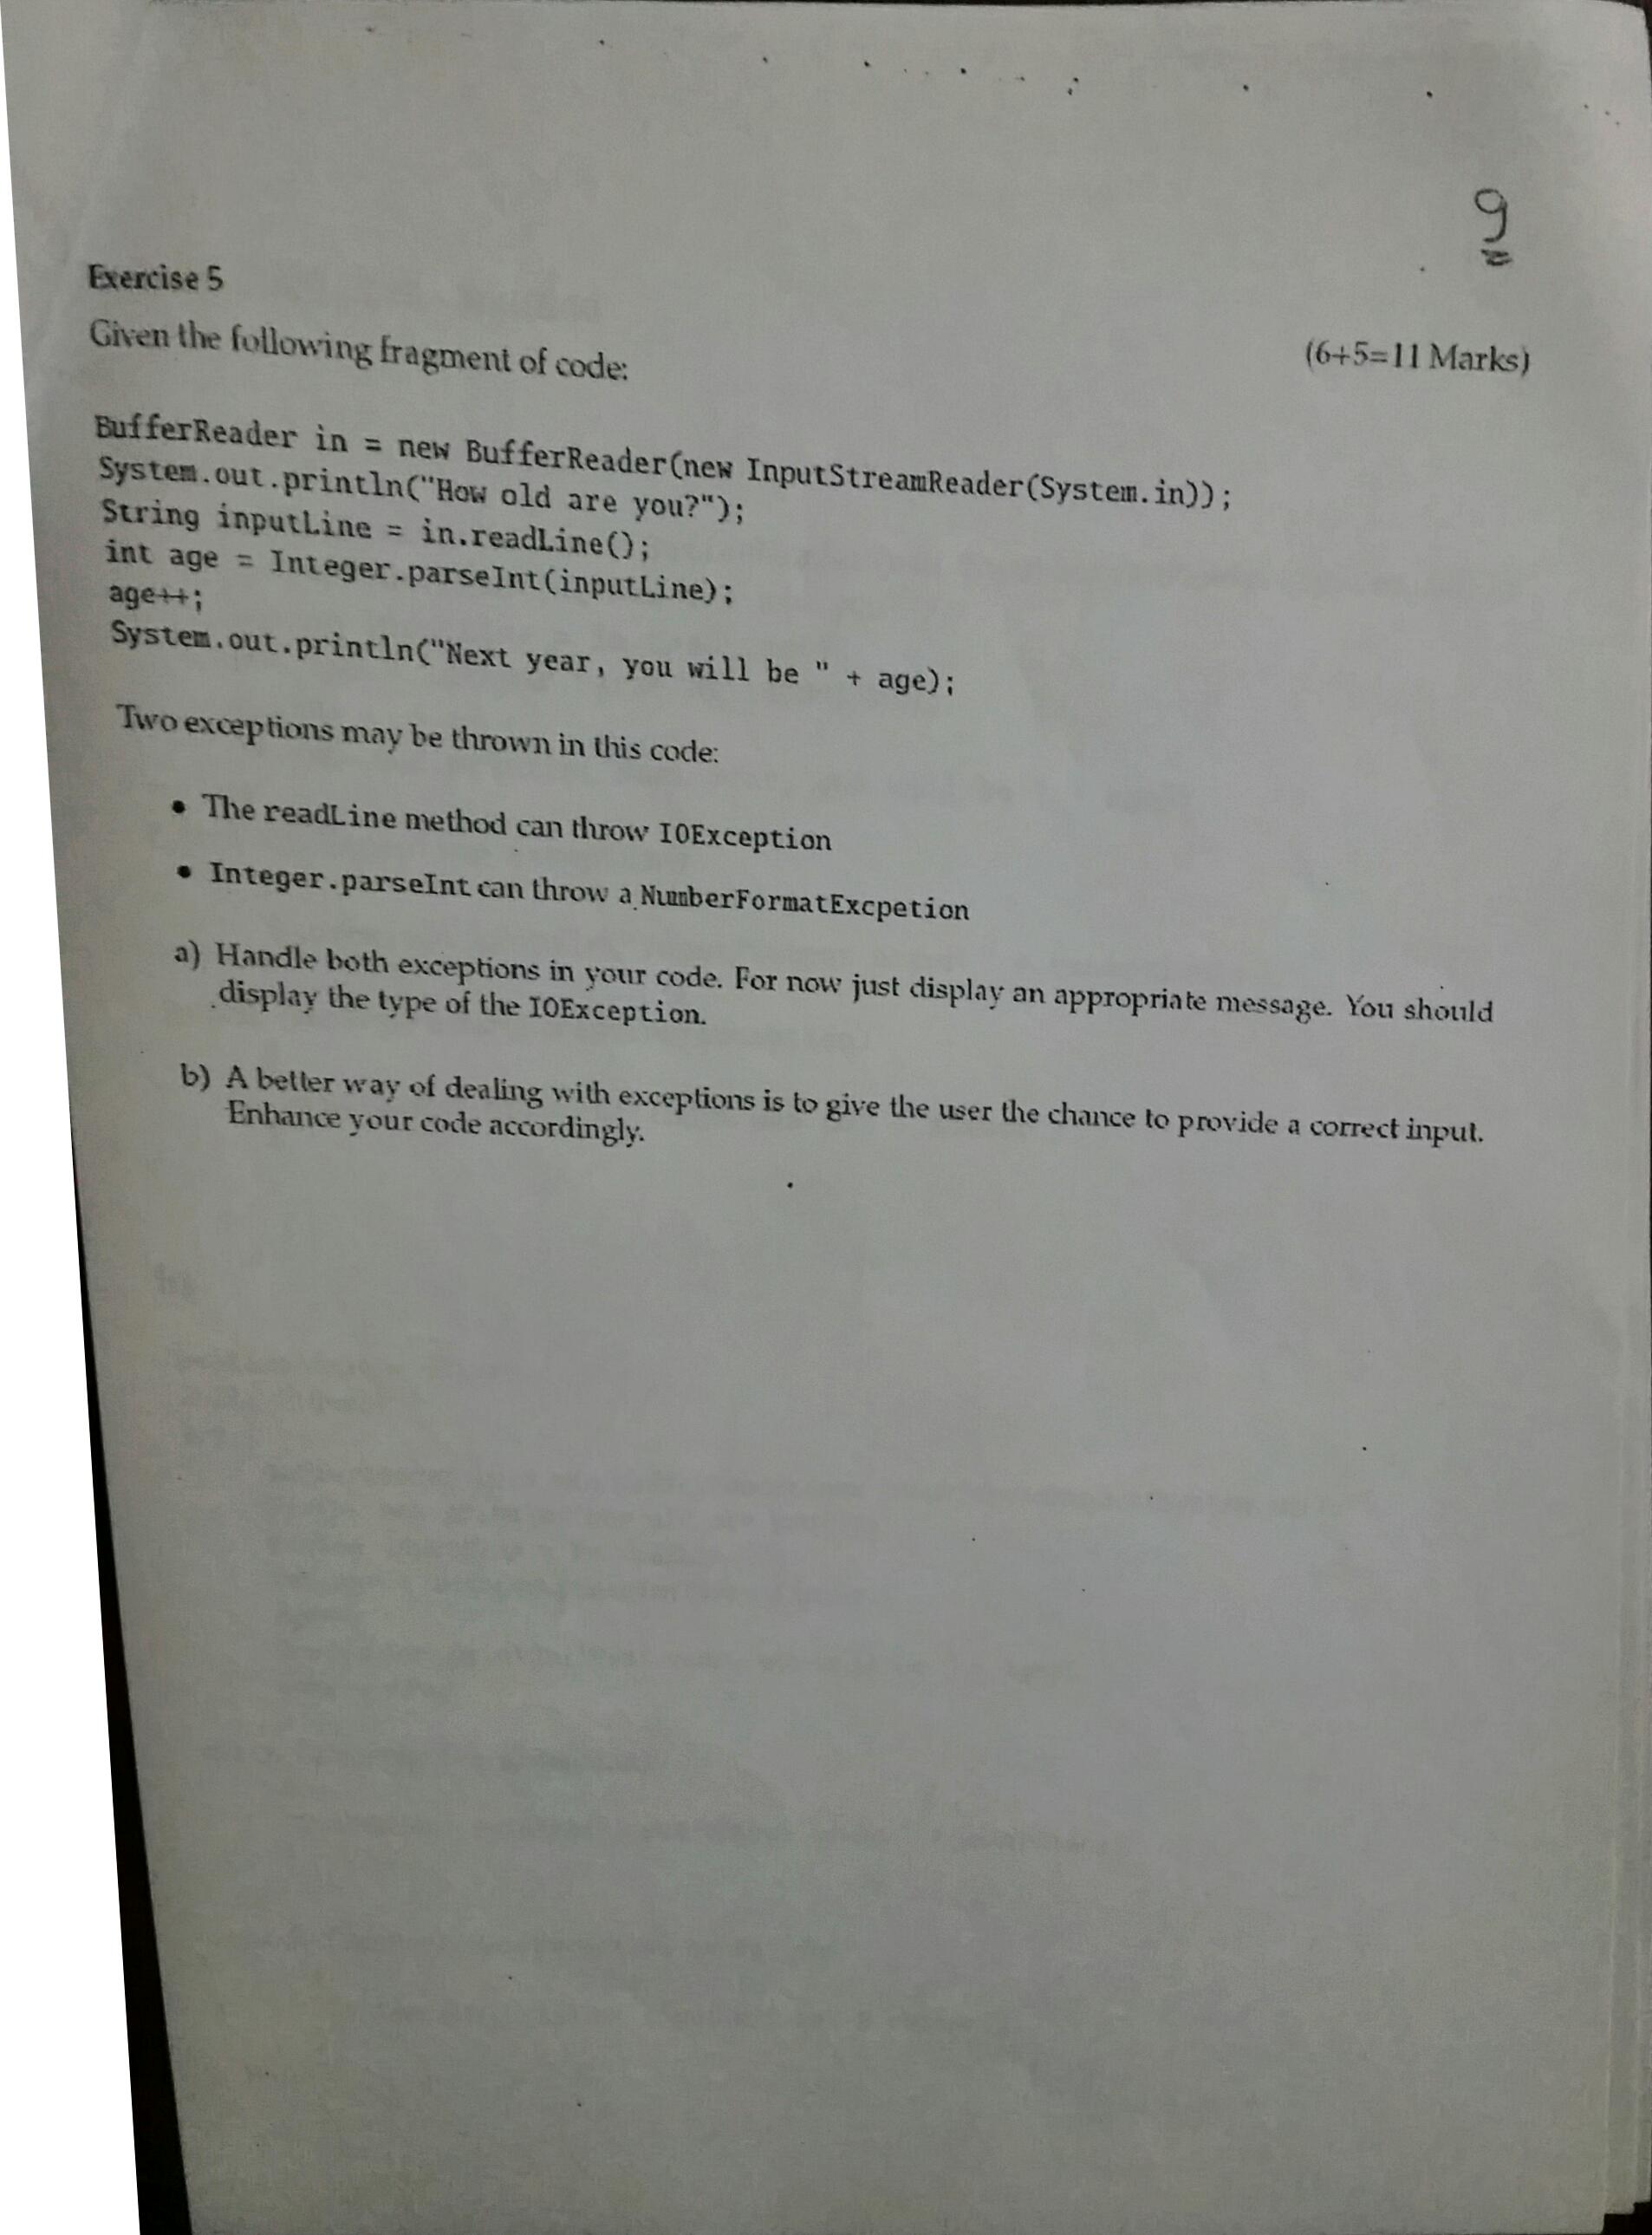 9
Exercise 5
(6+5=11 Marks)
Given the following fragment of code:
BufferReader in = new BufferReader(new InputStreamReader(System.in));
System.out.println("How old are you?");
String inputLine = in.readLine();
int age = Integer.parseInt(inputLine);
age++;
System.out.println("Next year, you will be " + age);
Two exceptions may be thrown in this code:
• The readLine method can throw IOException
• Integer.parseInt can throw a NumberFormatExcpetion
a) Handle both exceptions in your code. For now just display an appropriate message. You should
display the type of the IOException.
b) A better way of dealing with exceptions is to give the user the chance to provide a correct input.
Enhance your code accordingly.